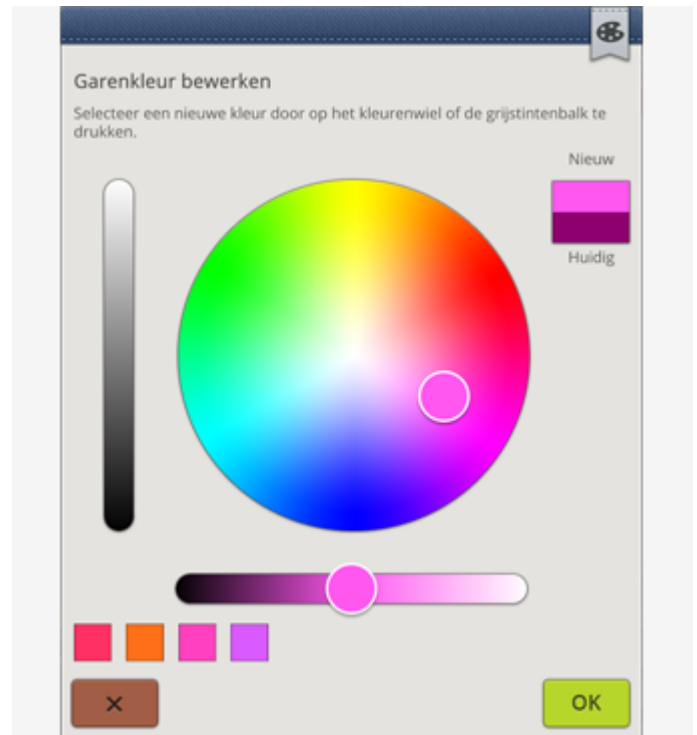 Garenkleur bewerken
Selecteer een nieuwe kleur door op het kleurenwiel of de grijstintenbalk te
drukken.
Nieuw
Huidig
OK